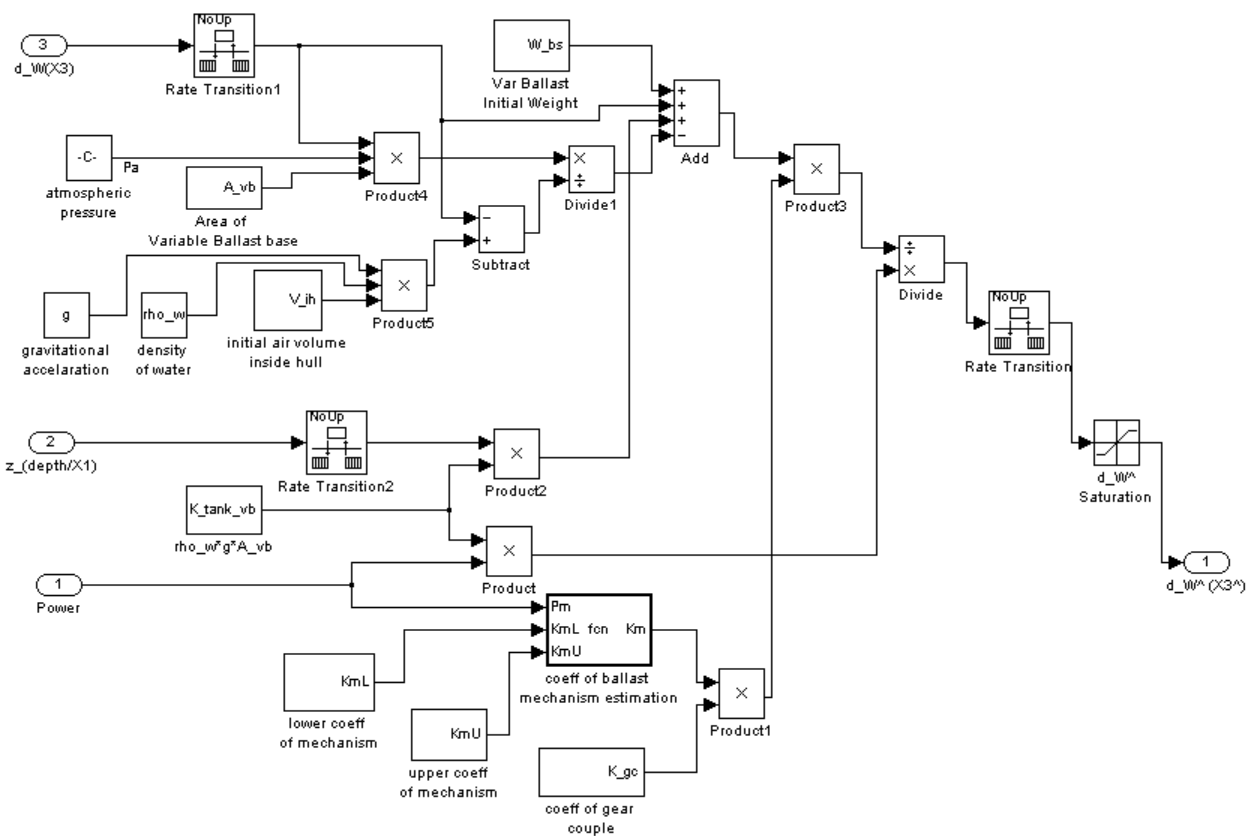 3
d_W(X3)
NoUp
Rate Transition1
W_bs
Var Ballast
Initial Weight
+
+
+
−
Add
-C-
Pa
atmospheric
pressure
A_vb
Area of
Variable Ballast base
×
Product4
×
÷
Divide1
−
+
Subtract
×
Product3
g
gravitational
accelaration
rho_w
density
of water
V_ih
initial air volume
inside hull
×
Product5
÷
×
Divide
NoUp
Rate Transition
2
z_(depth/X1)
NoUp
Rate Transition2
×
Product2
K_tank_vb
rho_w*g*A_vb
×
Product
d_W^
Saturation
1
d_W^ (X3^)
1
Power
Pm
KmL fcn Km
KmU
coeff of ballast
mechanism estimation
KmL
lower coeff
of mechanism
KmU
upper coeff
of mechanism
×
Product1
K_gc
coeff of gear
couple